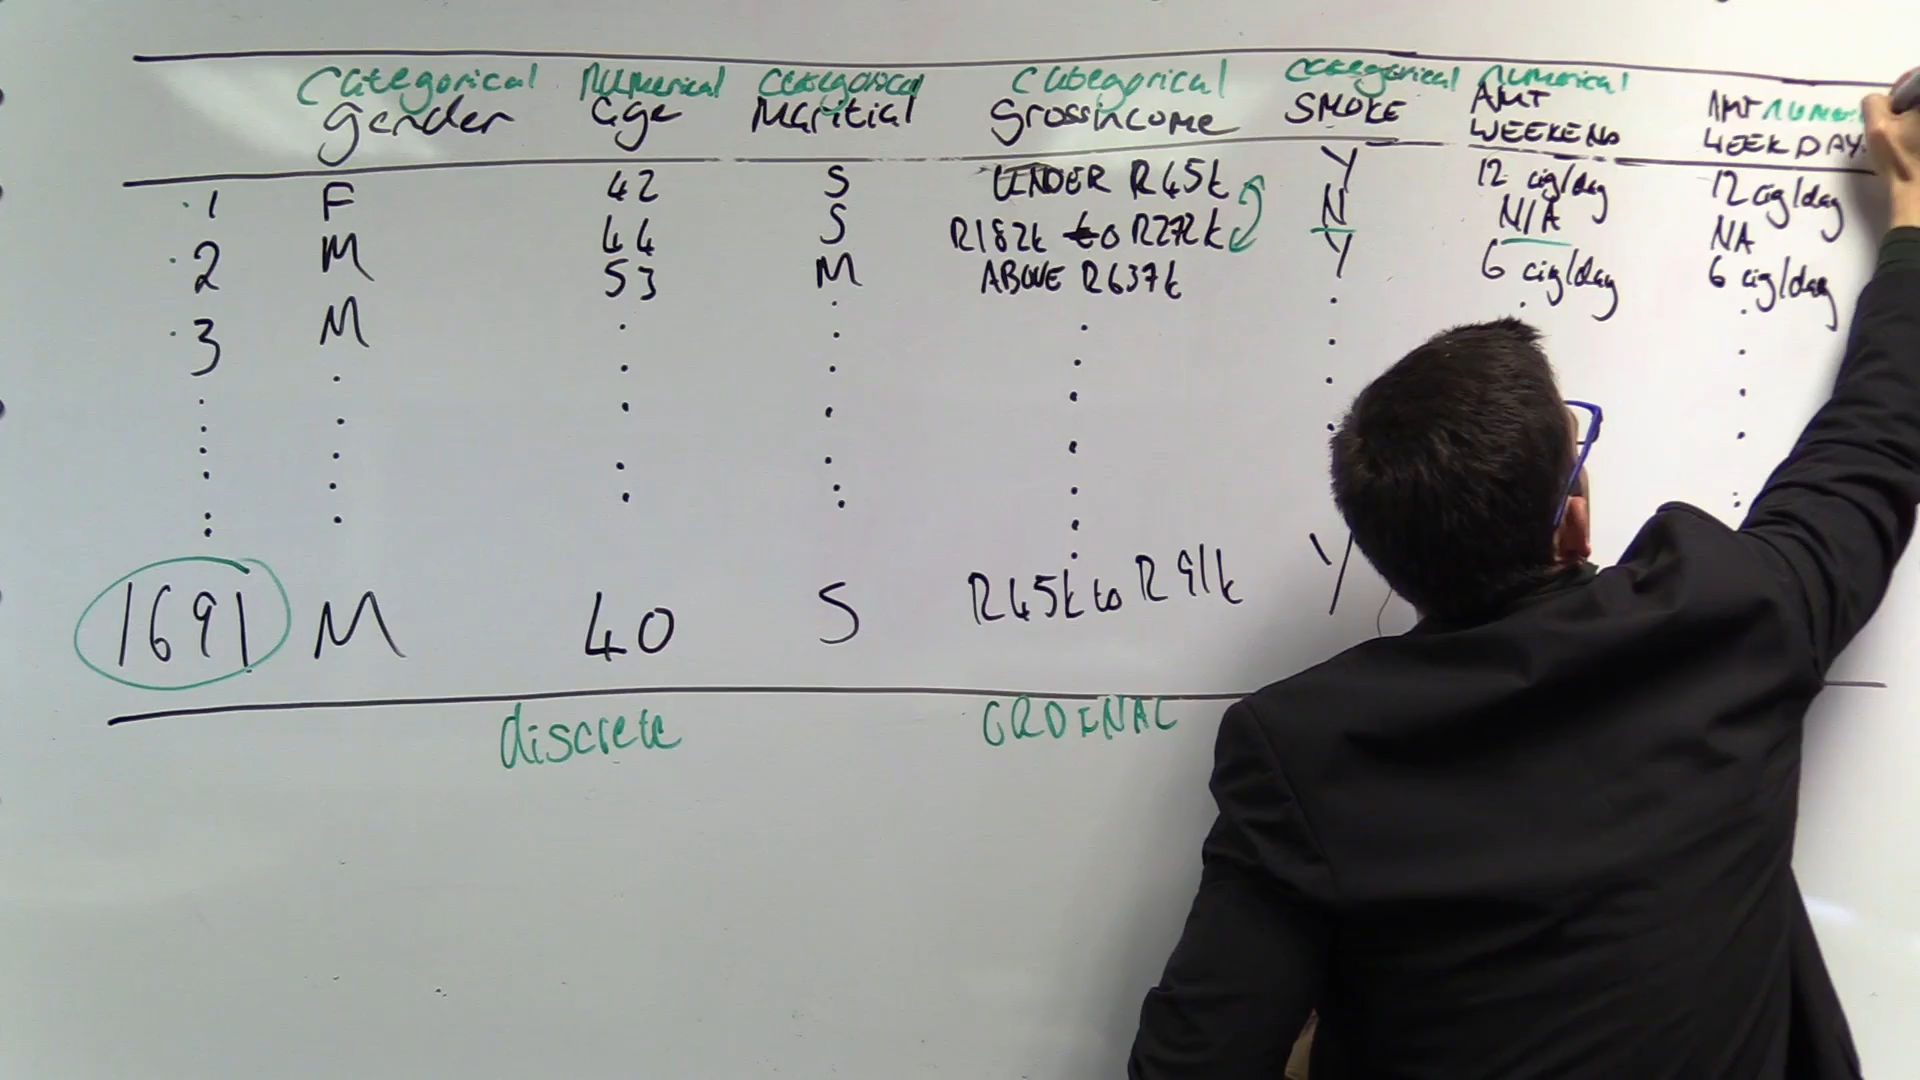 Categorical Numerical Categorical Categorical Categorical Numerical
gender age Maritial grossincome SMOKE AMT WEEKEND AMT WEEKDAY
1 F 42 S UNDER R45k Y 12 cig/day 12 cig/day
2 M 44 S R182k to R272k N N/A NA
3 M 53 M ABOVE R637k Y 6 cig/day 6 cig/day
1691 M 40 S R45k to R91k Y
discrete ORDINAL